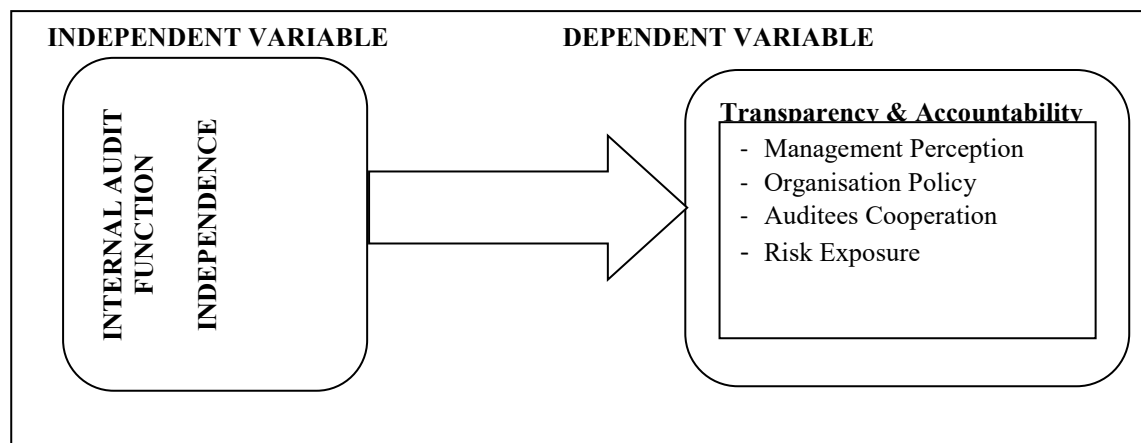 INDEPENDENT VARIABLE
INTERNAL AUDIT
FUNCTION
INDEPENDENCE
DEPENDENT VARIABLE
Transparency & Accountability
- Management Perception
- Organisation Policy
- Auditees Cooperation
- Risk Exposure